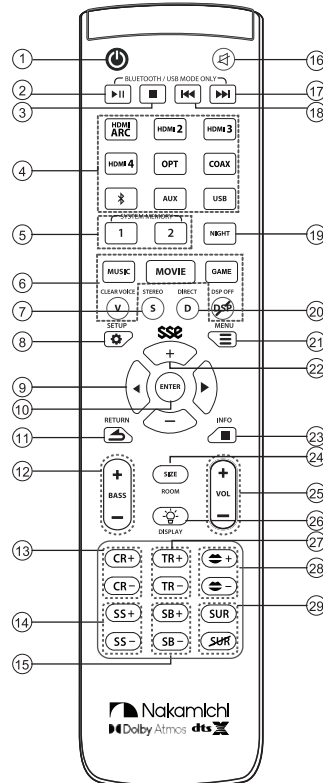 1
16
BLUETOOTH / USB MODE ONLY
2
17
3
18
HDMI ARC HDMI 2 HDMI 3
4
HDMI 4 OPT COAX
AUX USB
SYSTEM MEMORY
5
1 2 NIGHT
19
6
MUSIC MOVIE GAME
CLEAR VOICE STEREO DIRECT DSP OFF
7
V S D DSP
20
SETUP SSE MENU
8
21
+
22
9
ENTER
10
−
RETURN INFO
11
23
12
+ SIZE +
24
BASS ROOM VOL
25
− −
26
DISPLAY
27
13
CR+ TR+ +
28
CR− TR− −
14
SS+ SB+ SUR
29
SS− SB− SUR
15
Nakamichi
Dolby Atmos dts X